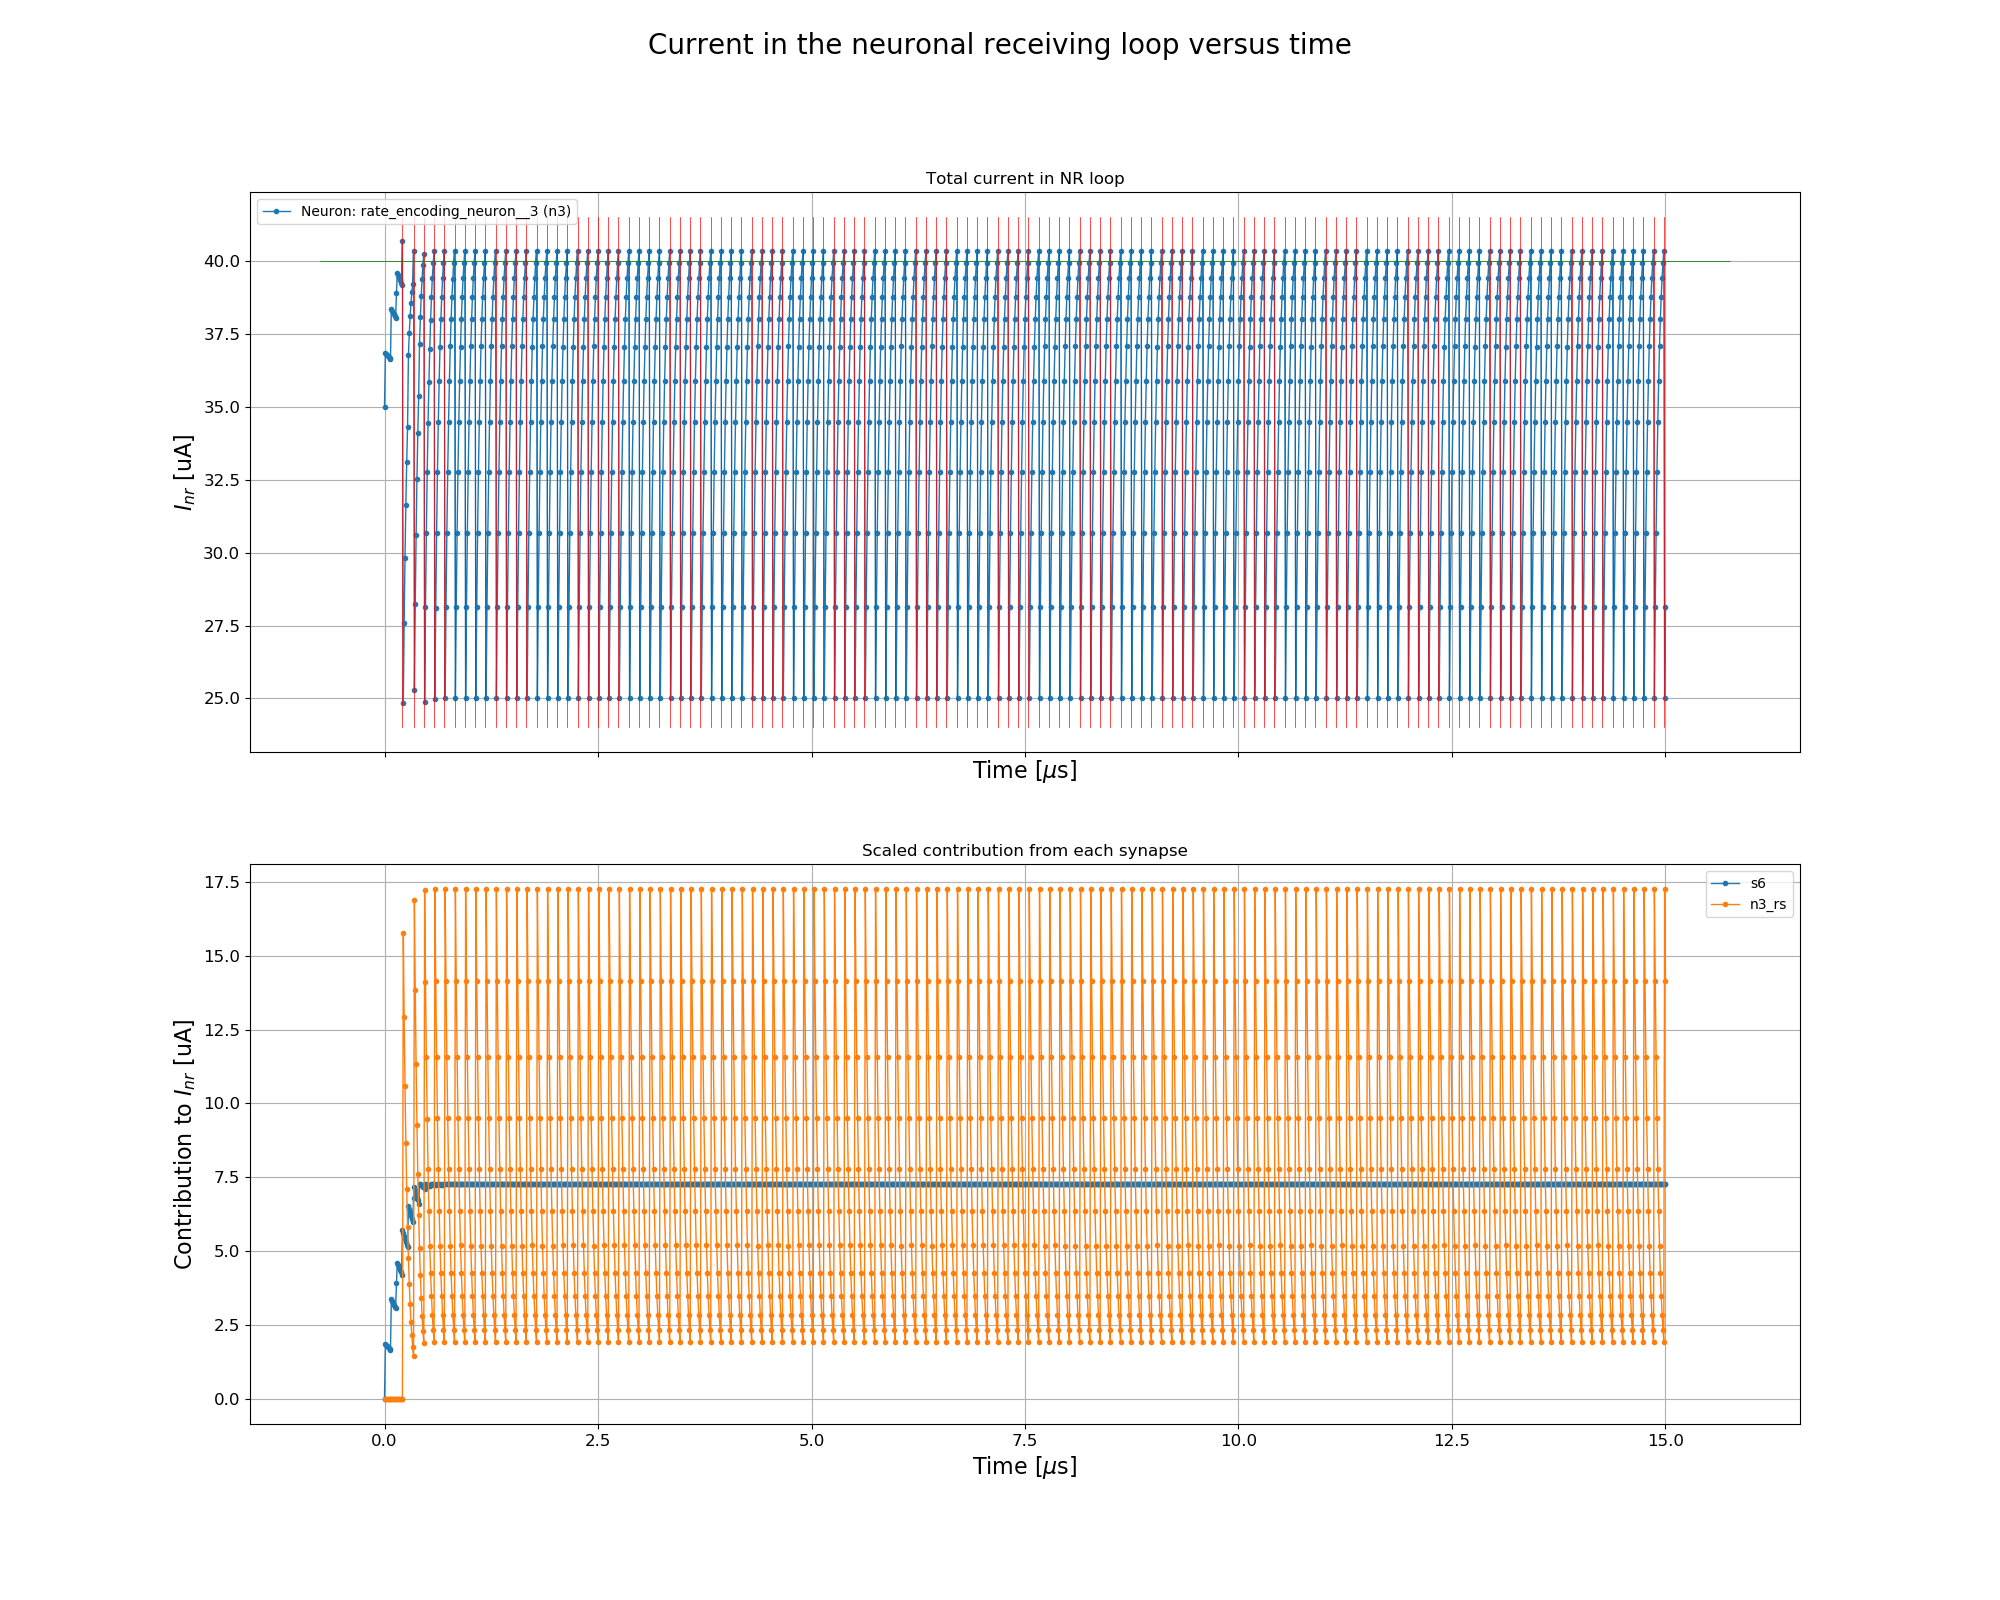 Current in the neuronal receiving loop versus time
Total current in NR loop
Neuron: rate_encoding_neuron__3 (n3)
40.0
37.5
35.0
32.5
30.0
27.5
25.0
I_nr [uA]
Time [μs]
Scaled contribution from each synapse
s6
n3_rs
17.5
15.0
12.5
10.0
7.5
5.0
2.5
0.0
Contribution to I_nr [uA]
0.0 2.5 5.0 7.5 10.0 12.5 15.0
Time [μs]